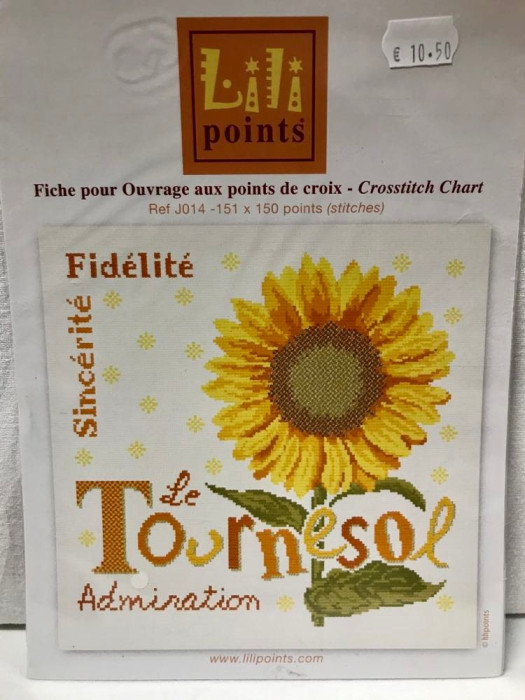 € 10.50
Lili
points
Fiche pour Ouvrage aux points de croix - Crosstitch Chart
Ref J014 -151 x 150 points (stitches)
Fidélité
Sincérité
Le
Tournesol
Admiration
© lilipoints
www.lilipoints.com